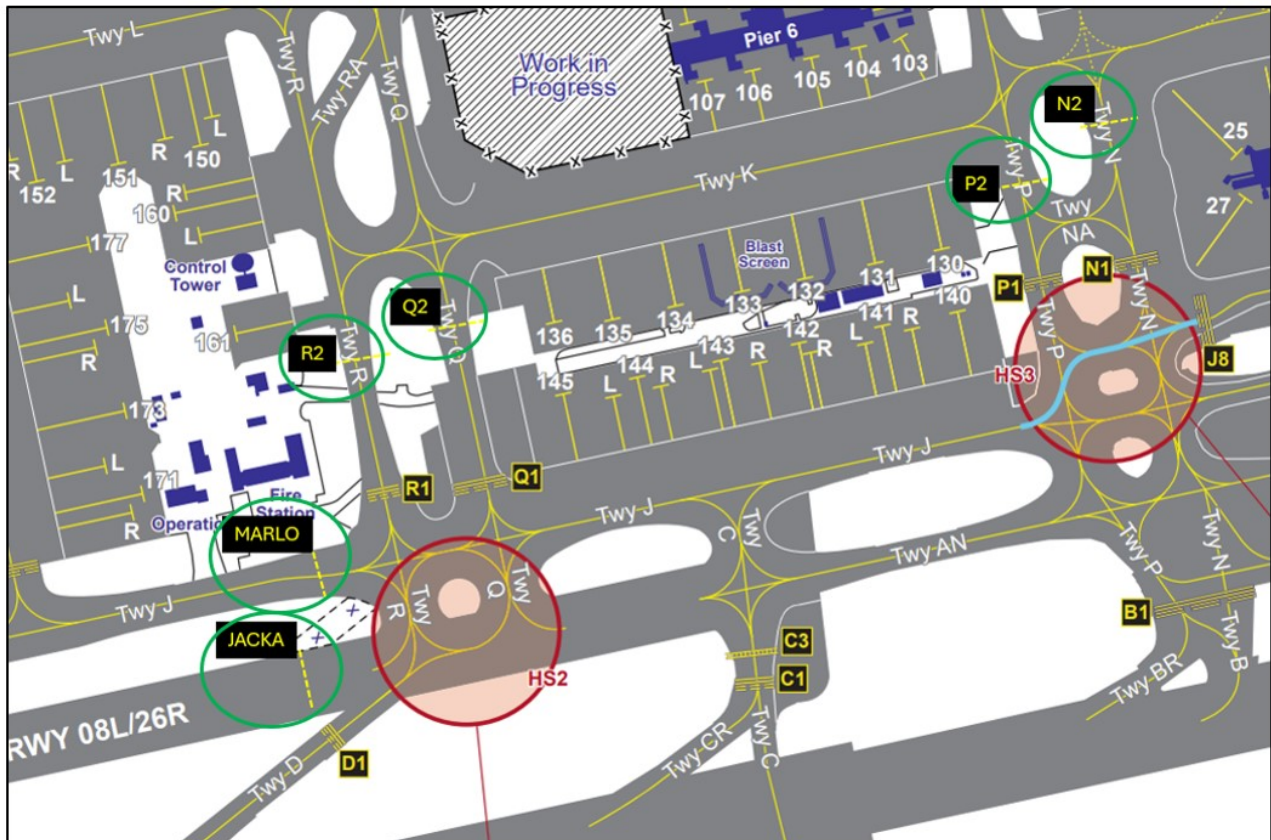 Twy L
Twy R
Twy RA
Twy Q
Work in
Progress
Pier 6
107
106
105
104
103
N2
Twy N
25
27
152
L
151
R
150
L
R
160
L
R
Twy K
P2
Twy P
Twy
NA
177
Control
Tower
L
175
R
161
Q2
Twy Q
R2
Twy R
Blast
Screen
136
135
134
133
132
131
130
145
144
L
R
143
L
R
142
R
L
141
R
140
P1
N1
Twy P
Twy N
J8
HS3
173
L
171
R
Fire
Station
Operatio
R1
Q1
MARLO
Twy J
Twy J
Twy J
JACKA
Twy
R
Twy
Q
HS2
Twy
C
Twy AN
Twy P
Twy N
B1
Twy B
Twy BR
C3
C1
Twy CR
Twy C
RWY 08L/26R
Twy D
D1